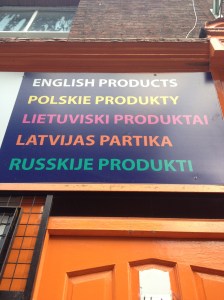 ENGLISH PRODUCTS
POLSKIE PRODUKTY
LIETUVISKI PRODUKTAI
LATVIJAS PARTIKA
RUSSKIJE PRODUKTI